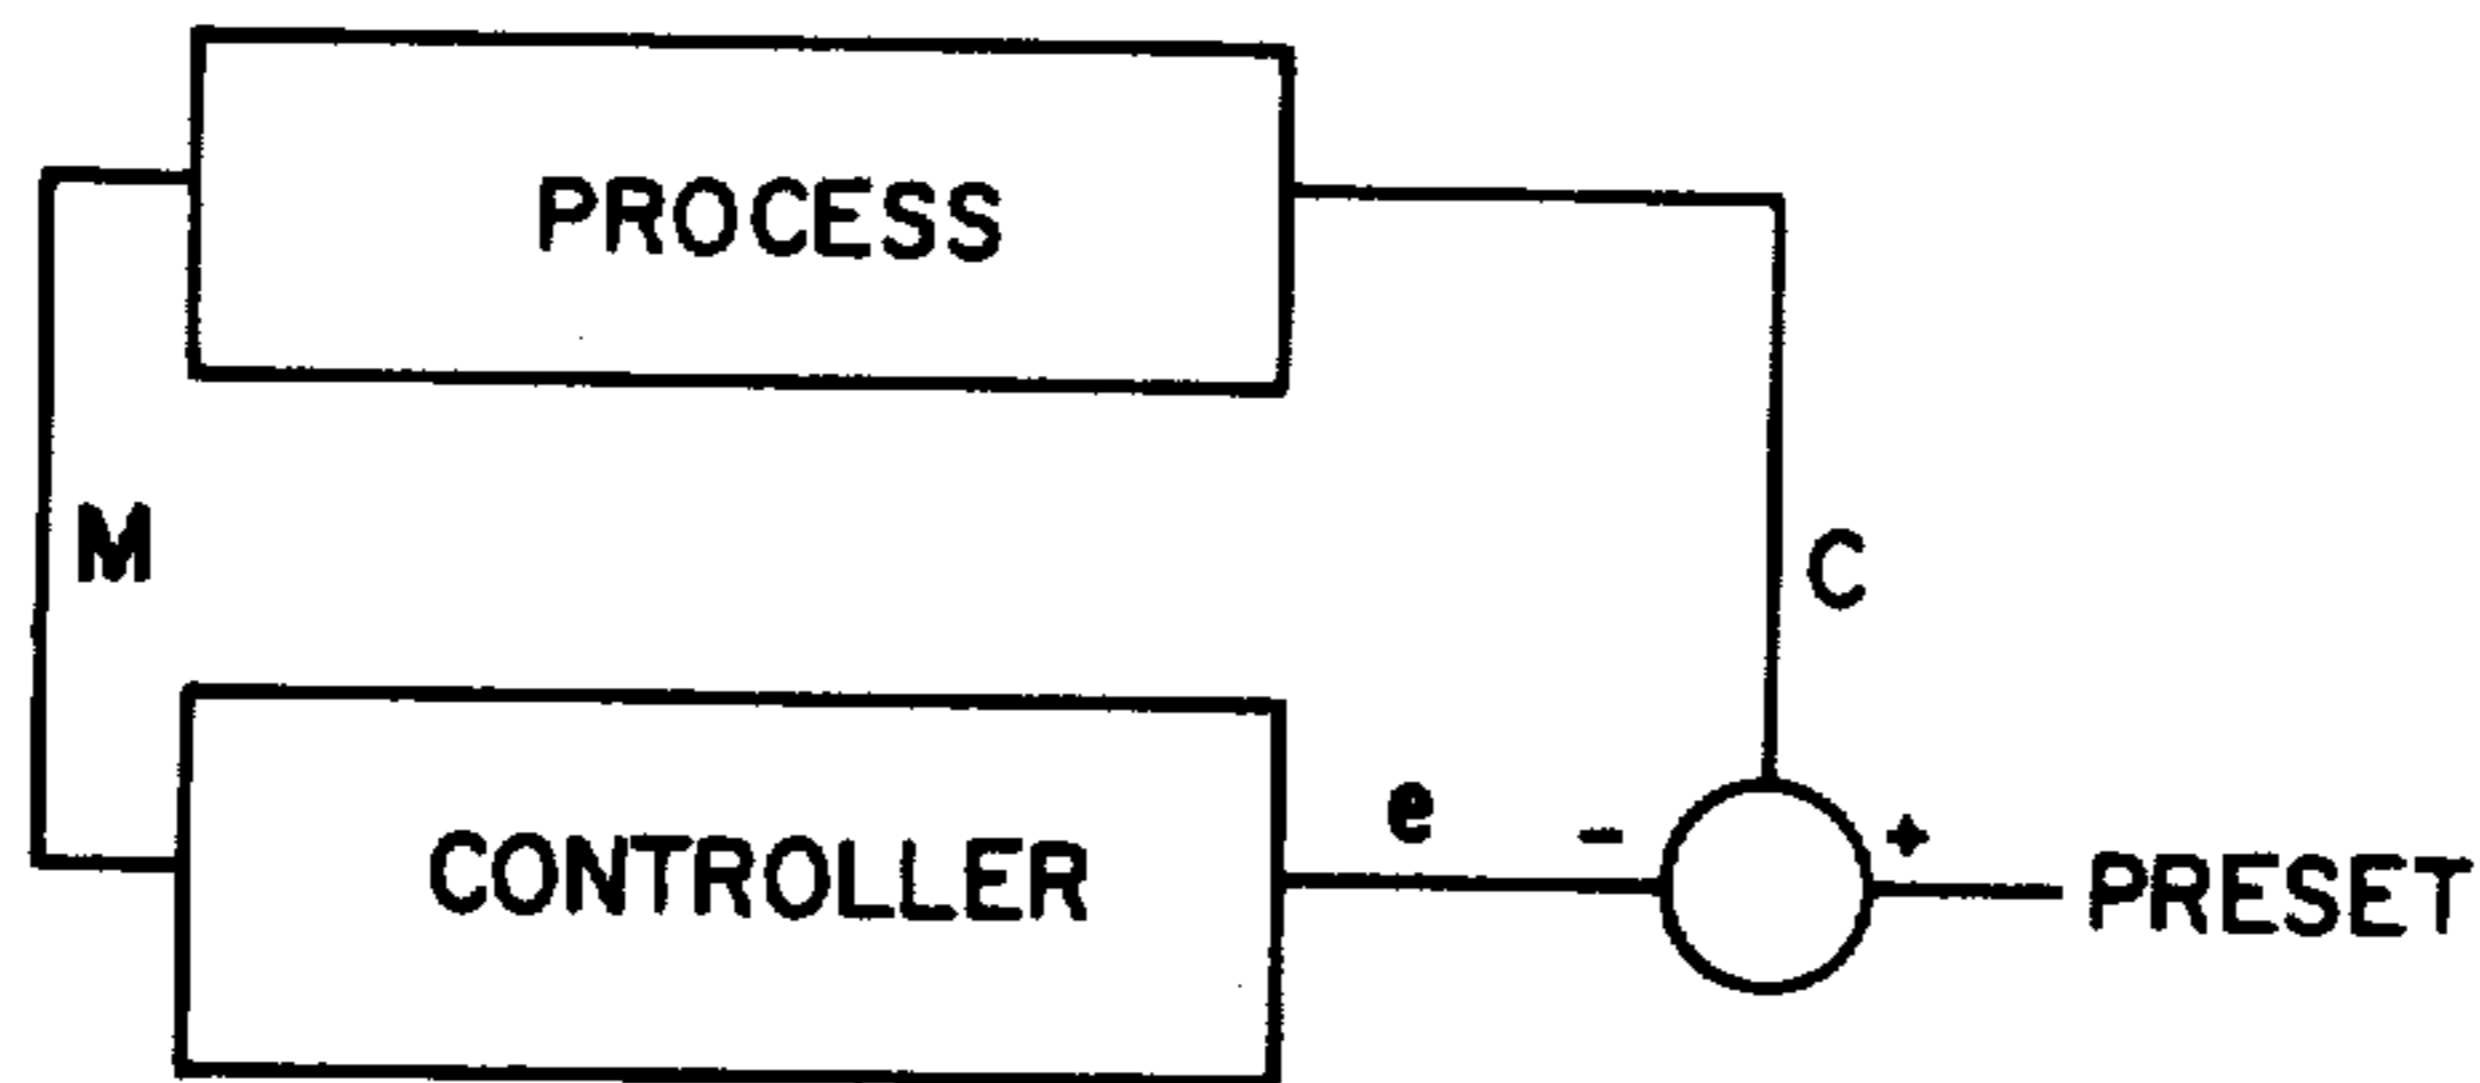 PROCESS
M
C
CONTROLLER
e
-
+
PRESET